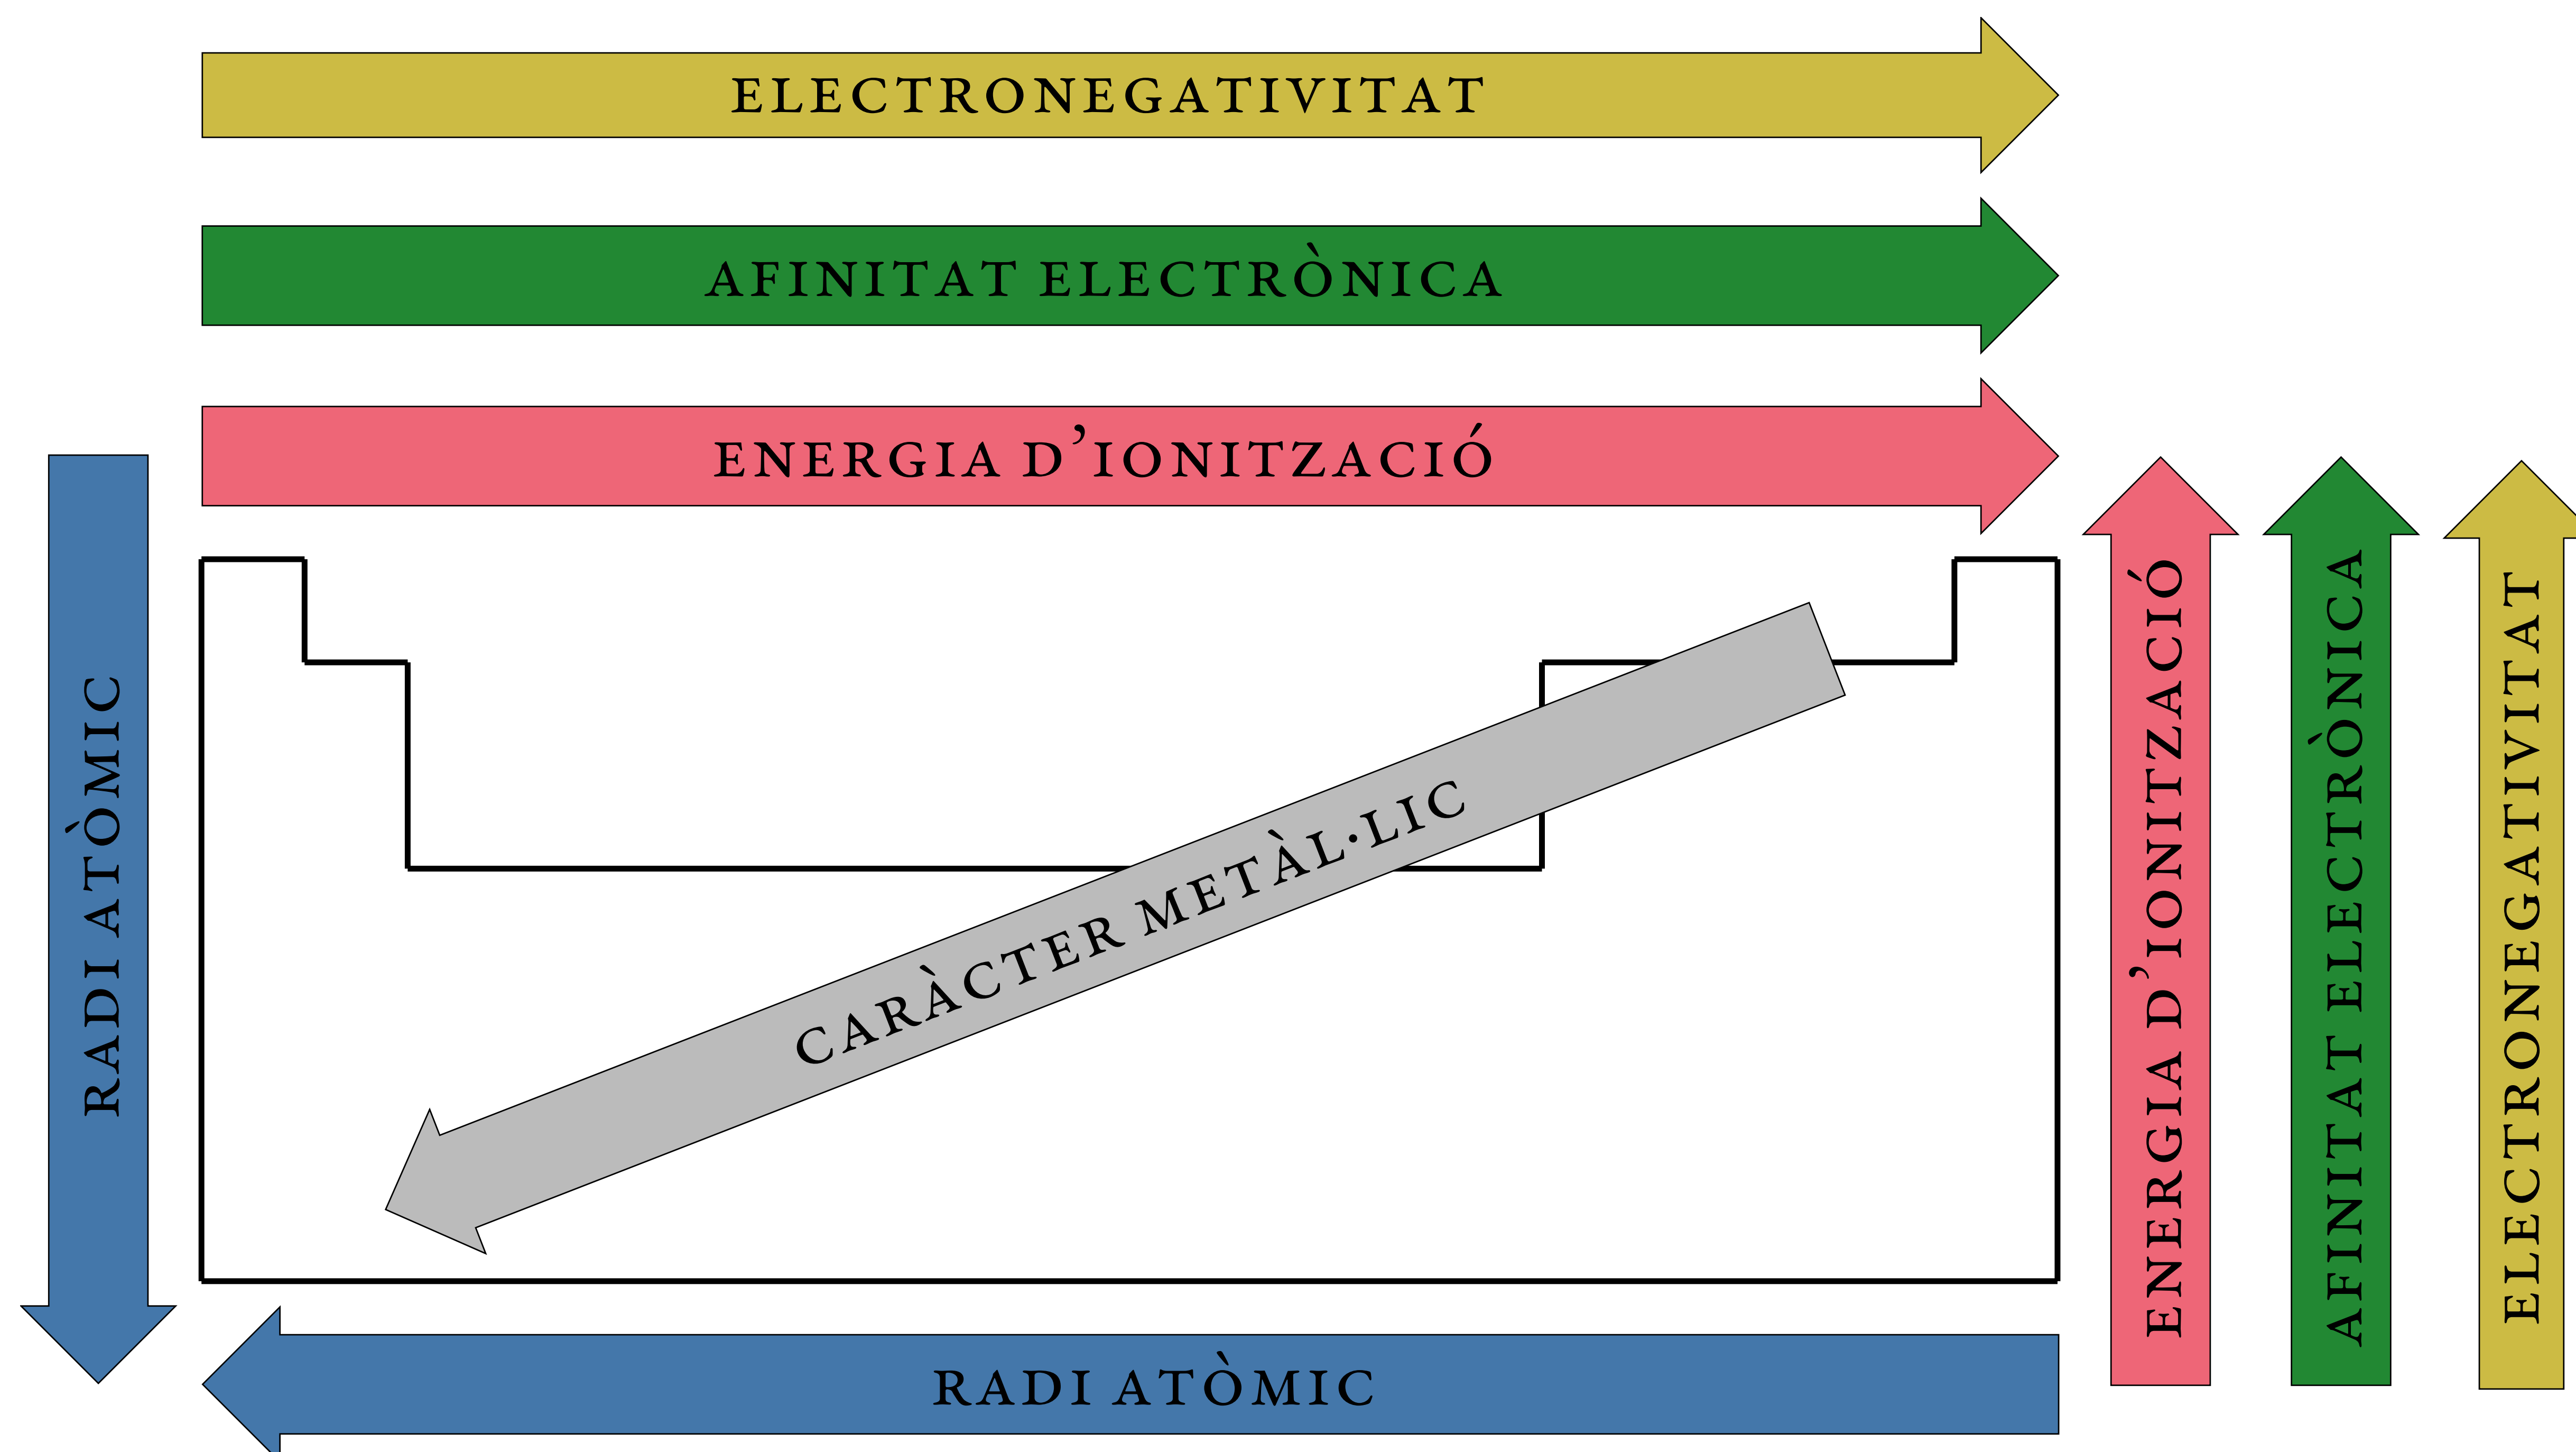 ELECTRONEGATIVITAT
AFINITAT ELECTRÒNICA
ENERGIA D’IONITZACIÓ
RADI ATÒMIC
CARÀCTER METÀL·LIC
ENERGIA D’IONITZACIÓ
AFINITAT ELECTRÒNICA
ELECTRONEGATIVITAT
RADI ATÒMIC